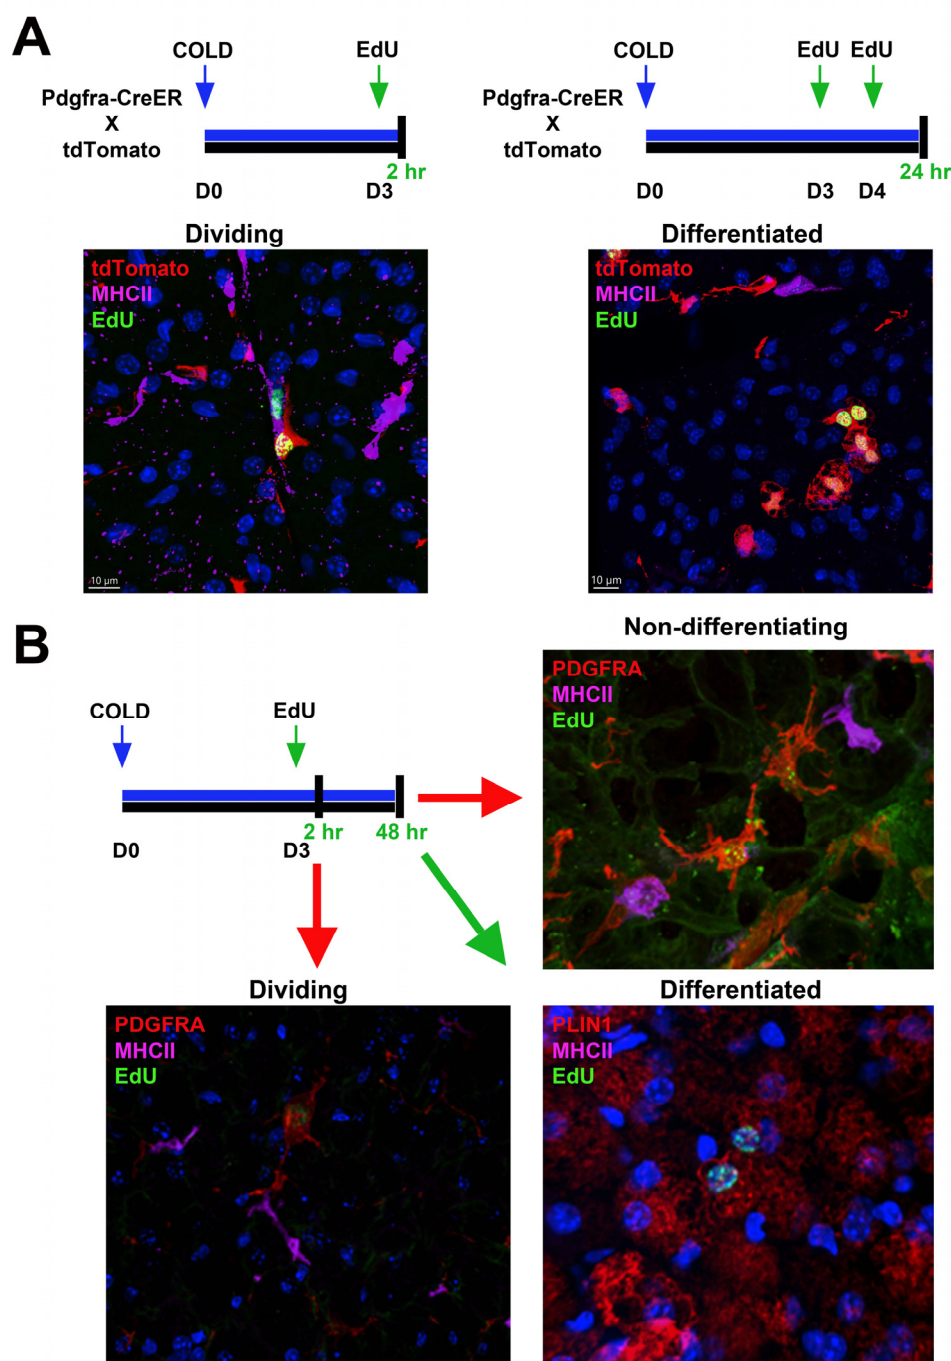 A
COLD
EdU
Pdgfra-CreER
X
tdTomato
2 hr
D0
D3
COLD
EdU
EdU
Pdgfra-CreER
X
tdTomato
24 hr
D0
D3
D4
Dividing
tdTomato
MHCII
EdU
10 µm
Differentiated
tdTomato
MHCII
EdU
10 µm
B
COLD
EdU
2 hr
48 hr
D0
D3
Non-differentiating
PDGFRA
MHCII
EdU
Dividing
PDGFRA
MHCII
EdU
Differentiated
PLIN1
MHCII
EdU